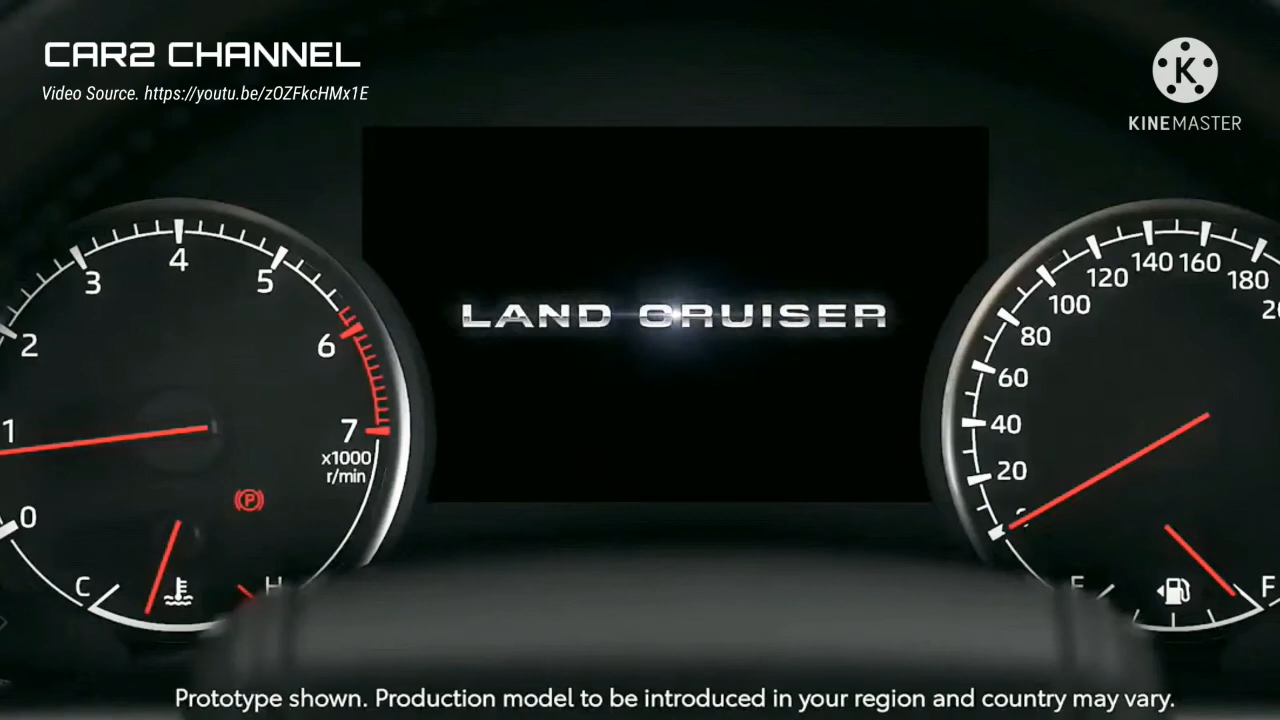 CAR2 CHANNEL
Video Source. https://youtu.be/zOZFkcHMx1E
K
KINEMASTER
LAND CRUISER
0
1
2
3
4
5
6
7
x1000
r/min
P
C
H
0
20
40
60
80
100
120
140
160
180
E
F
Prototype shown. Production model to be introduced in your region and country may vary.